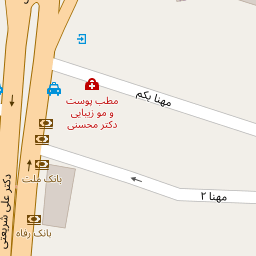 مهنا یکم
مطب پوست
و مو زیبایی
دکتر محسنی
بانک ملت
مهنا ۲
دکتر علی شریعتی
بانک رفاه